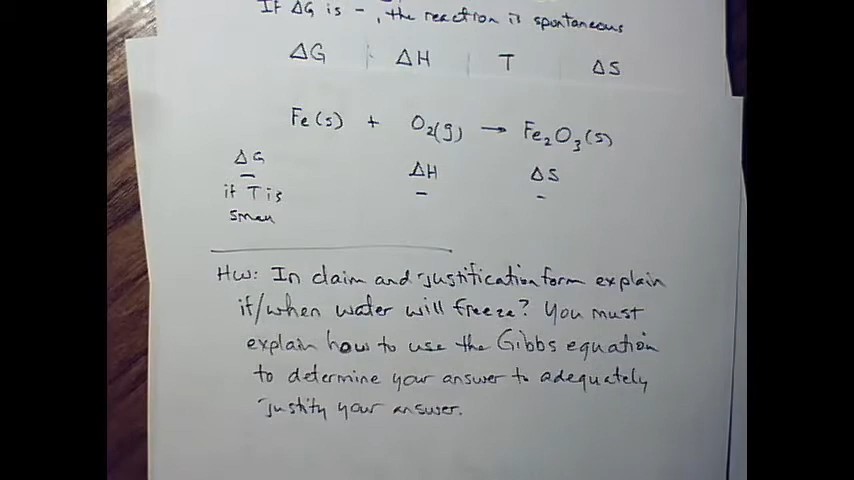 If ΔG is -, the reaction is spontaneous
ΔG ΔH T ΔS
Fe(s) + O₂(g) → Fe₂O₃(s)
ΔG ΔH ΔS
- - -
if T is
small
HW: In claim and justification form explain
if/when water will freeze? You must
explain how to use the Gibbs equation
to determine your answer to adequately
justify your answer.